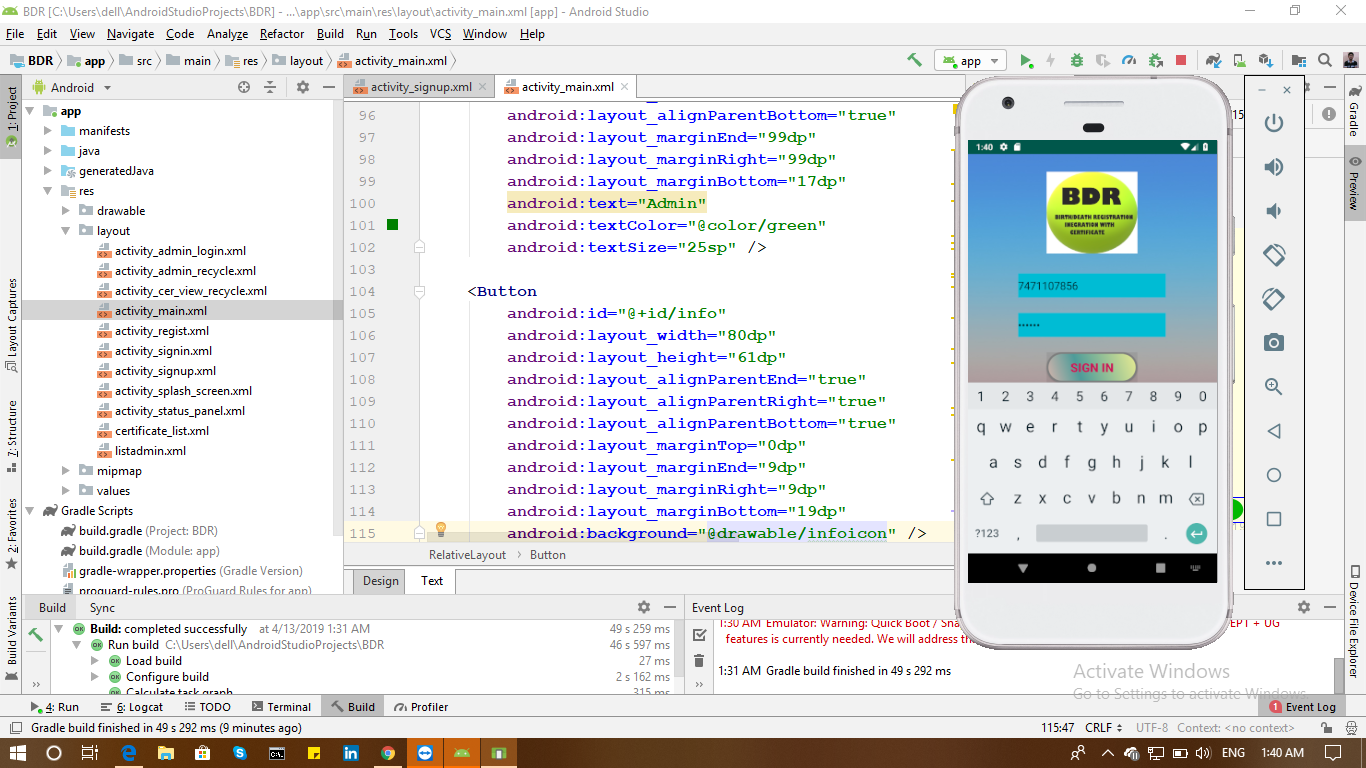 BDR [C:\Users\dell\AndroidStudioProjects\BDR] - ...\app\src\main\res\layout\activity_main.xml [app] - Android Studio
File Edit View Navigate Code Analyze Refactor Build Run Tools VCS Window Help
BDR app src main res layout activity_main.xml app
Android
activity_signup.xml activity_main.xml
1: Project
Layout Captures
7: Structure
2: Favorites
Build Variants
app
manifests
java
generatedJava
res
drawable
layout
activity_admin_login.xml
activity_admin_recycle.xml
activity_cer_view_recycle.xml
activity_main.xml
activity_regist.xml
activity_signin.xml
activity_signup.xml
activity_splash_screen.xml
activity_status_panel.xml
certificate_list.xml
listadmin.xml
mipmap
values
Gradle Scripts
build.gradle (Project: BDR)
build.gradle (Module: app)
gradle-wrapper.properties (Gradle Version)
proguard-rules.pro (ProGuard Rules for app)
96 android:layout_alignParentBottom="true"
97 android:layout_marginEnd="99dp"
98 android:layout_marginRight="99dp"
99 android:layout_marginBottom="17dp"
100 android:text="Admin"
101 android:textColor="@color/green"
102 android:textSize="25sp" />
103
104 <Button
105 android:id="@+id/info"
106 android:layout_width="80dp"
107 android:layout_height="61dp"
108 android:layout_alignParentEnd="true"
109 android:layout_alignParentRight="true"
110 android:layout_alignParentBottom="true"
111 android:layout_marginTop="0dp"
112 android:layout_marginEnd="9dp"
113 android:layout_marginRight="9dp"
114 android:layout_marginBottom="19dp"
115 android:background="@drawable/infoicon" />
RelativeLayout Button
Design Text
1:40
BDR
BIRTH/DEATH REGISTRATION
INEGRATION WITH
CERTIFICATE
7471107856
••••••
SIGN IN
1 2 3 4 5 6 7 8 9 0
q w e r t y u i o p
a s d f g h j k l
z x c v b n m
?123 , .
Gradle
Preview
Device File Explorer
Build Sync
Build: completed successfully at 4/13/2019 1:31 AM 49 s 259 ms
Run build C:\Users\dell\AndroidStudioProjects\BDR 46 s 597 ms
Load build 27 ms
Configure build 2 s 162 ms
Calculate task graph 315 ms
Event Log
1:30 AM Emulator: Warning: Quick Boot / Sna EPT + UG
features is currently needed. We will address th
1:31 AM Gradle build finished in 49 s 292 ms
Activate Windows
Go to Settings to activate Windows.
4: Run 6: Logcat TODO Terminal Build Profiler 1 Event Log
Gradle build finished in 49 s 292 ms (9 minutes ago) 115:47 CRLF UTF-8 Context: <no context>
ENG 1:40 AM